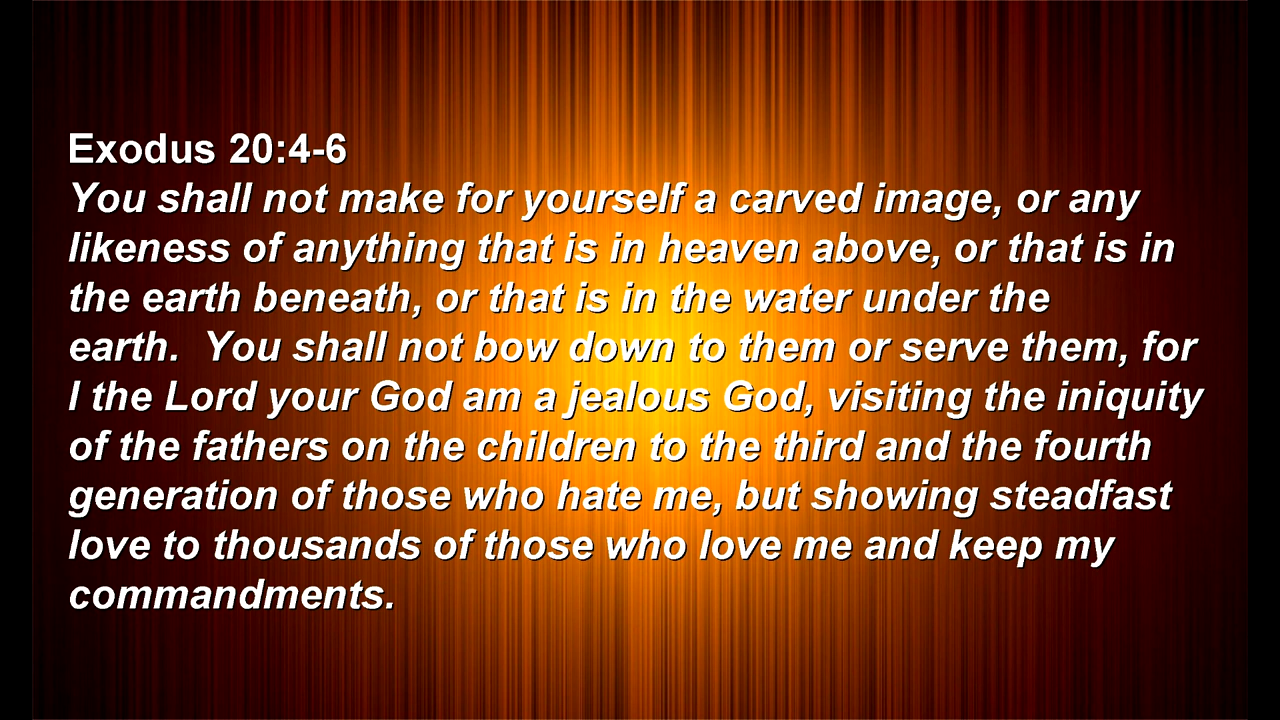 Exodus 20:4-6
You shall not make for yourself a carved image, or any
likeness of anything that is in heaven above, or that is in
the earth beneath, or that is in the water under the
earth.  You shall not bow down to them or serve them, for
I the Lord your God am a jealous God, visiting the iniquity
of the fathers on the children to the third and the fourth
generation of those who hate me, but showing steadfast
love to thousands of those who love me and keep my
commandments.